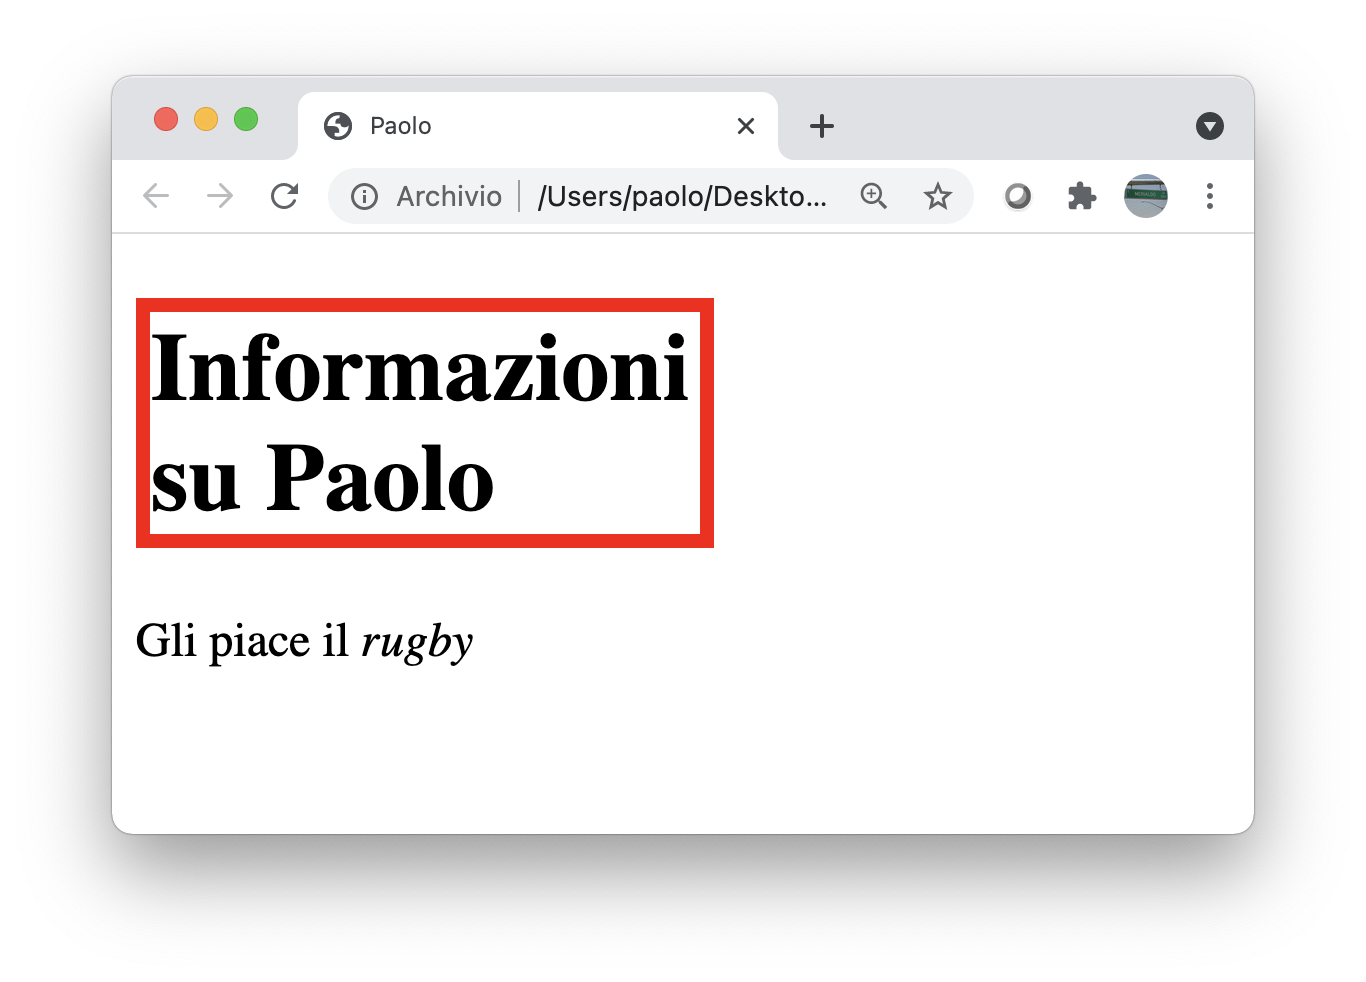 Paolo
Archivio | /Users/paolo/Deskto...
Informazioni
su Paolo
Gli piace il rugby